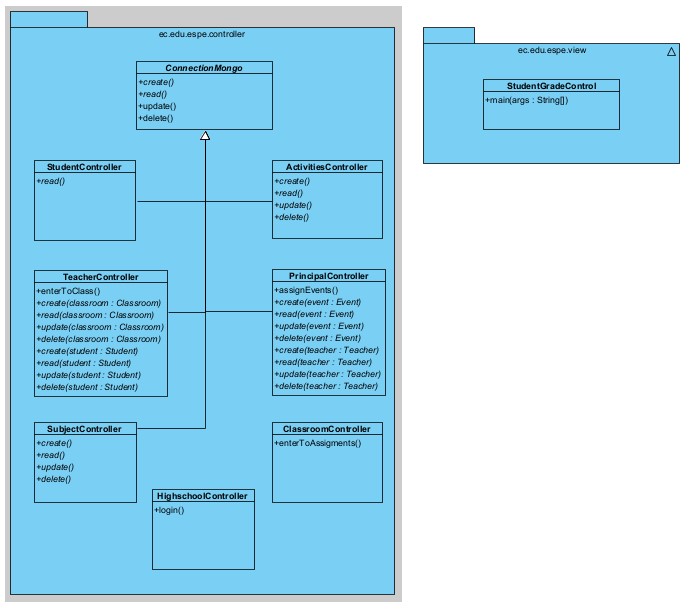 ec.edu.espe.controller
ConnectionMongo
+create()
+read()
+update()
+delete()
StudentController
+read()
ActivitiesController
+create()
+read()
+update()
+delete()
TeacherController
+enterToClass()
+create(classroom : Classroom)
+read(classroom : Classroom)
+update(classroom : Classroom)
+delete(classroom : Classroom)
+create(student : Student)
+read(student : Student)
+update(student : Student)
+delete(student : Student)
PrincipalController
+assignEvents()
+create(event : Event)
+read(event : Event)
+update(event : Event)
+delete(event : Event)
+create(teacher : Teacher)
+read(teacher : Teacher)
+update(teacher : Teacher)
+delete(teacher : Teacher)
SubjectController
+create()
+read()
+update()
+delete()
ClassroomController
+enterToAssigments()
HighschoolController
+login()
ec.edu.espe.view
StudentGradeControl
+main(args : String[])